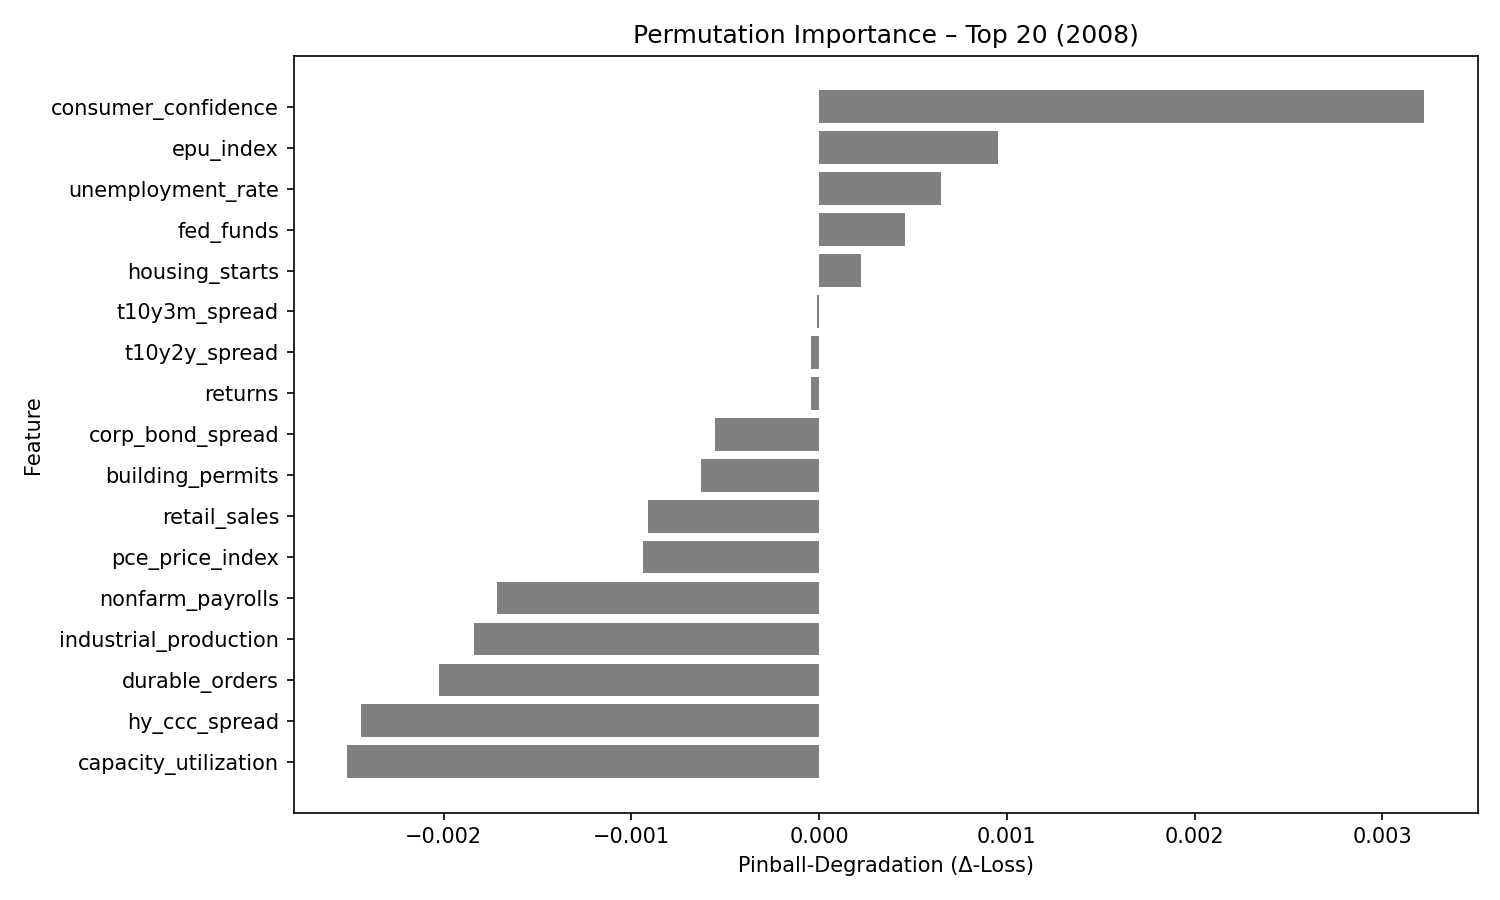 Permutation Importance – Top 20 (2008)
consumer_confidence
epu_index
unemployment_rate
fed_funds
housing_starts
t10y3m_spread
t10y2y_spread
returns
corp_bond_spread
building_permits
retail_sales
pce_price_index
nonfarm_payrolls
industrial_production
durable_orders
hy_ccc_spread
capacity_utilization
Feature
−0.002 −0.001 0.000 0.001 0.002 0.003
Pinball-Degradation (Δ-Loss)